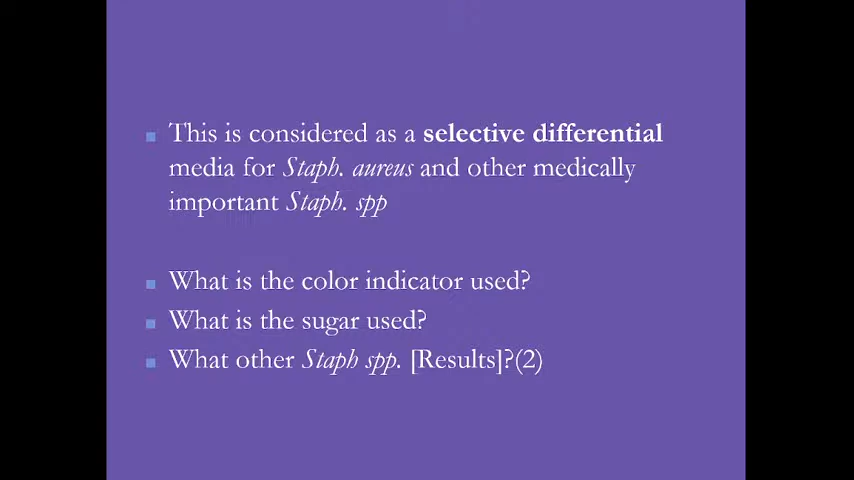 This is considered as a selective differential
media for Staph. aureus and other medically
important Staph. spp
What is the color indicator used?
What is the sugar used?
What other Staph spp. [Results]?(2)